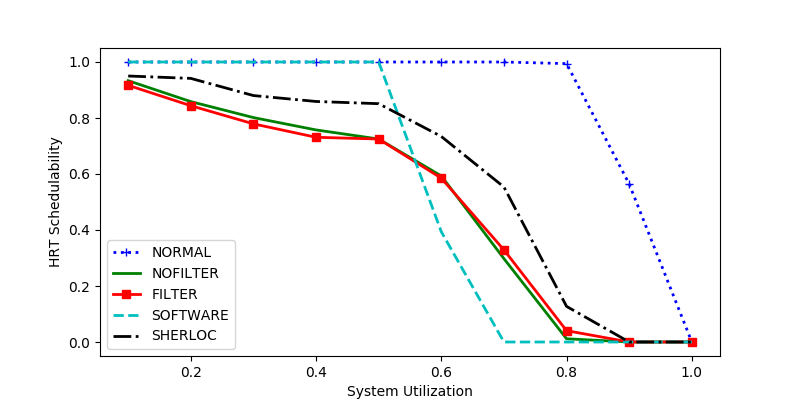 HRT Schedulability
1.0
0.8
0.6
0.4
0.2
0.0
NORMAL
NOFILTER
FILTER
SOFTWARE
SHERLOC
0.2 0.4 0.6 0.8 1.0
System Utilization